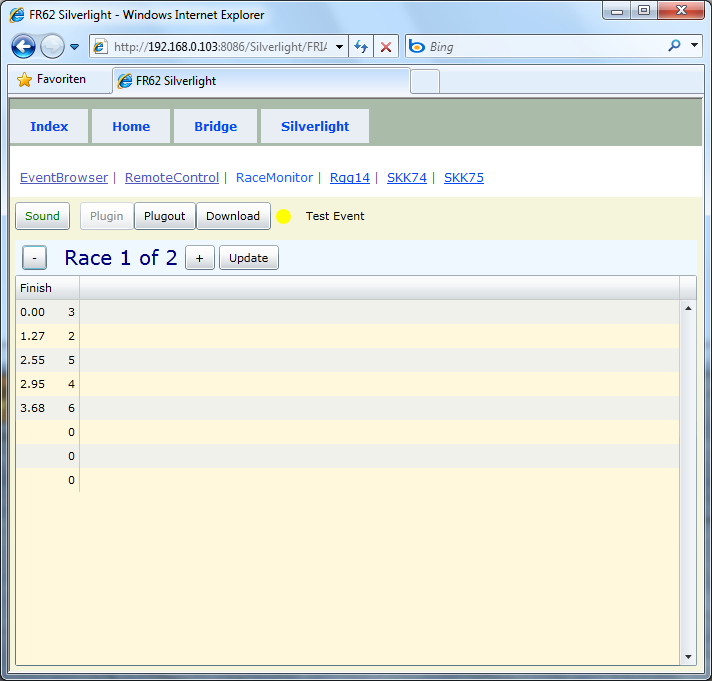 FR62 Silverlight - Windows Internet Explorer
http://192.168.0.103:8086/Silverlight/FRIA
Bing
Favoriten
FR62 Silverlight
Index Home Bridge Silverlight
EventBrowser | RemoteControl | RaceMonitor | Rgg14 | SKK74 | SKK75
Sound Plugin Plugout Download Test Event
- Race 1 of 2 + Update
Finish
0.00 3
1.27 2
2.55 5
2.95 4
3.68 6
0
0
0